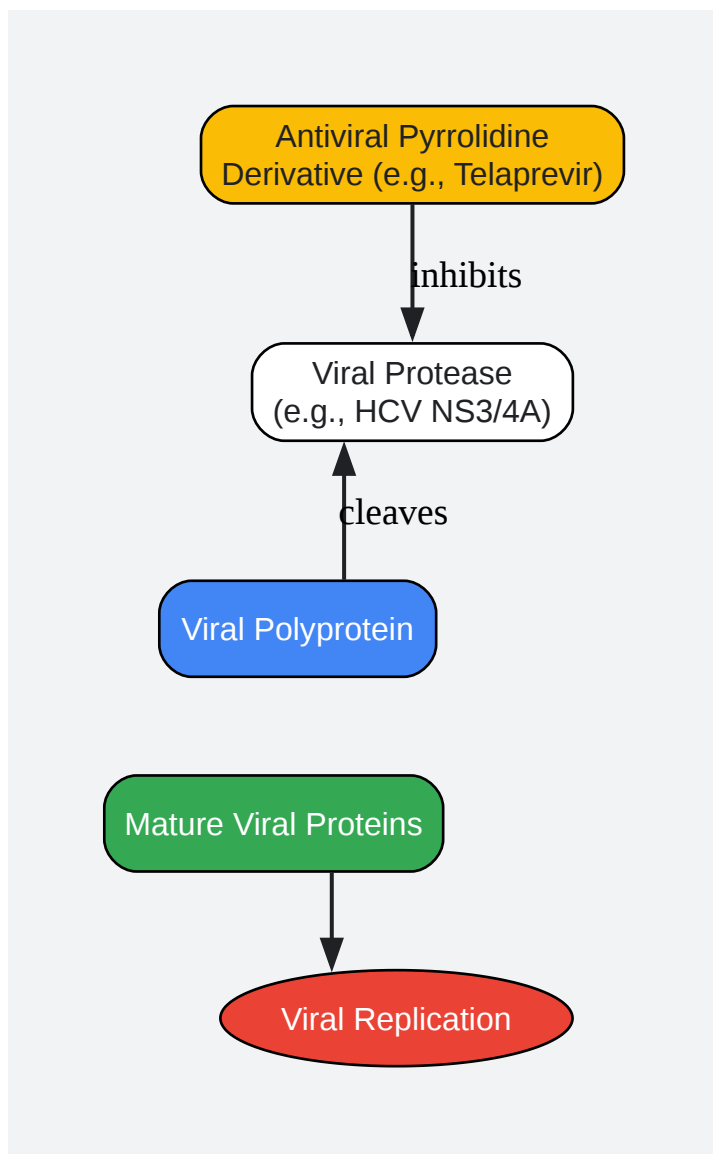 Antiviral Pyrrolidine
Derivative (e.g., Telaprevir)
inhibits
Viral Protease
(e.g., HCV NS3/4A)
cleaves
Viral Polyprotein
Mature Viral Proteins
Viral Replication